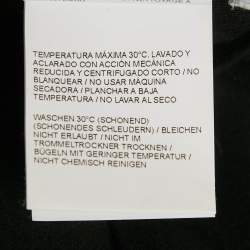 TEMPERATURA MÁXIMA 30°C, LAVADO Y
ACLARADO CON ACCIÓN MECÁNICA
REDUCIDA Y CENTRIFUGADO CORTO / NO
BLANQUEAR / NO USAR MAQUINA
SECADORA / PLANCHAR A BAJA
TEMPERATURA / NO LAVAR AL SECO
WASCHEN 30°C (SCHONEND)
(SCHONENDES SCHLEUDERN) / BLEICHEN
NICHT ERLAUBT / NICHT IM
TROMMELTROCKNER TROCKNEN /
BÜGELN MIT GERINGER TEMPERATUR /
NICHT CHEMISCH REINIGEN